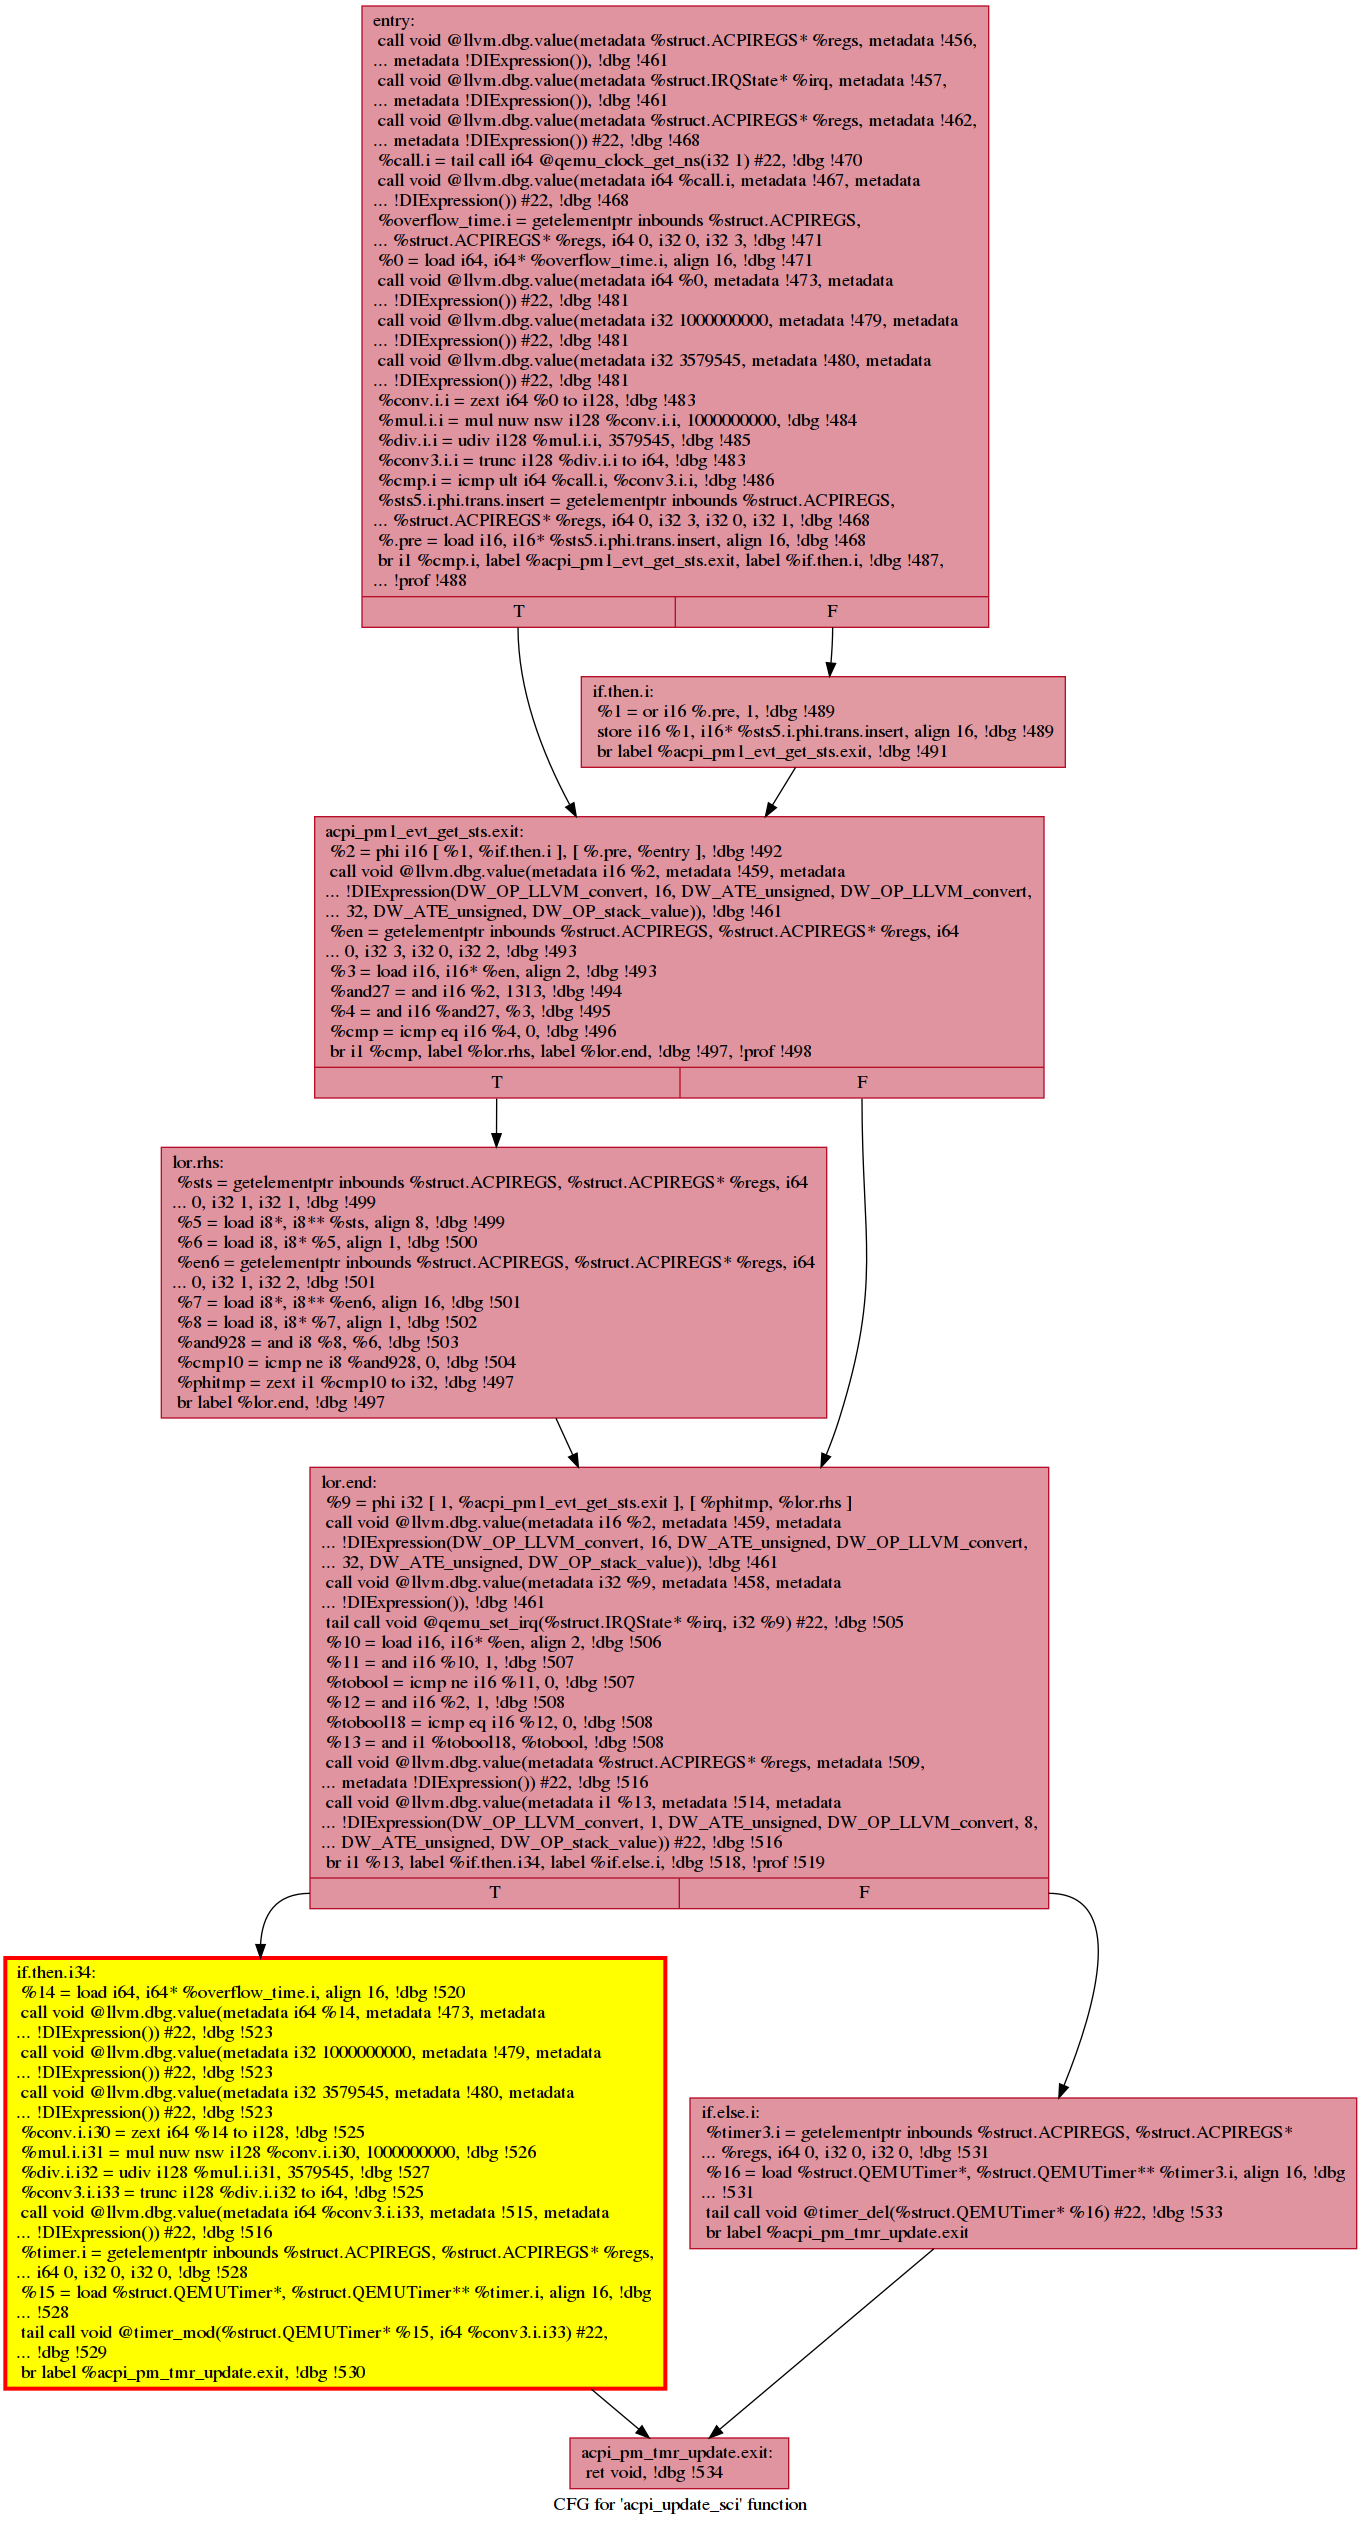 entry:
call void @llvm.dbg.value(metadata %struct.ACPIREGS* %regs, metadata !456,
... metadata !DIExpression()), !dbg !461
call void @llvm.dbg.value(metadata %struct.IRQState* %irq, metadata !457,
... metadata !DIExpression()), !dbg !461
call void @llvm.dbg.value(metadata %struct.ACPIREGS* %regs, metadata !462,
... metadata !DIExpression()) #22, !dbg !468
%call.i = tail call i64 @qemu_clock_get_ns(i32 1) #22, !dbg !470
call void @llvm.dbg.value(metadata i64 %call.i, metadata !467, metadata
... !DIExpression()) #22, !dbg !468
%overflow_time.i = getelementptr inbounds %struct.ACPIREGS,
... %struct.ACPIREGS* %regs, i64 0, i32 0, i32 3, !dbg !471
%0 = load i64, i64* %overflow_time.i, align 16, !dbg !471
call void @llvm.dbg.value(metadata i64 %0, metadata !473, metadata
... !DIExpression()) #22, !dbg !481
call void @llvm.dbg.value(metadata i32 1000000000, metadata !479, metadata
... !DIExpression()) #22, !dbg !481
call void @llvm.dbg.value(metadata i32 3579545, metadata !480, metadata
... !DIExpression()) #22, !dbg !481
%conv.i.i = zext i64 %0 to i128, !dbg !483
%mul.i.i = mul nuw nsw i128 %conv.i.i, 1000000000, !dbg !484
%div.i.i = udiv i128 %mul.i.i, 3579545, !dbg !485
%conv3.i.i = trunc i128 %div.i.i to i64, !dbg !483
%cmp.i = icmp ult i64 %call.i, %conv3.i.i, !dbg !486
%sts5.i.phi.trans.insert = getelementptr inbounds %struct.ACPIREGS,
... %struct.ACPIREGS* %regs, i64 0, i32 3, i32 0, i32 1, !dbg !468
%.pre = load i16, i16* %sts5.i.phi.trans.insert, align 16, !dbg !468
br i1 %cmp.i, label %acpi_pm1_evt_get_sts.exit, label %if.then.i, !dbg !487,
... !prof !488
T F
if.then.i:
%1 = or i16 %.pre, 1, !dbg !489
store i16 %1, i16* %sts5.i.phi.trans.insert, align 16, !dbg !489
br label %acpi_pm1_evt_get_sts.exit, !dbg !491
acpi_pm1_evt_get_sts.exit:
%2 = phi i16 [ %1, %if.then.i ], [ %.pre, %entry ], !dbg !492
call void @llvm.dbg.value(metadata i16 %2, metadata !459, metadata
... !DIExpression(DW_OP_LLVM_convert, 16, DW_ATE_unsigned, DW_OP_LLVM_convert,
... 32, DW_ATE_unsigned, DW_OP_stack_value)), !dbg !461
%en = getelementptr inbounds %struct.ACPIREGS, %struct.ACPIREGS* %regs, i64
... 0, i32 3, i32 0, i32 2, !dbg !493
%3 = load i16, i16* %en, align 2, !dbg !493
%and27 = and i16 %2, 1313, !dbg !494
%4 = and i16 %and27, %3, !dbg !495
%cmp = icmp eq i16 %4, 0, !dbg !496
br i1 %cmp, label %lor.rhs, label %lor.end, !dbg !497, !prof !498
T F
lor.rhs:
%sts = getelementptr inbounds %struct.ACPIREGS, %struct.ACPIREGS* %regs, i64
... 0, i32 1, i32 1, !dbg !499
%5 = load i8*, i8** %sts, align 8, !dbg !499
%6 = load i8, i8* %5, align 1, !dbg !500
%en6 = getelementptr inbounds %struct.ACPIREGS, %struct.ACPIREGS* %regs, i64
... 0, i32 1, i32 2, !dbg !501
%7 = load i8*, i8** %en6, align 16, !dbg !501
%8 = load i8, i8* %7, align 1, !dbg !502
%and928 = and i8 %8, %6, !dbg !503
%cmp10 = icmp ne i8 %and928, 0, !dbg !504
%phitmp = zext i1 %cmp10 to i32, !dbg !497
br label %lor.end, !dbg !497
lor.end:
%9 = phi i32 [ 1, %acpi_pm1_evt_get_sts.exit ], [ %phitmp, %lor.rhs ]
call void @llvm.dbg.value(metadata i16 %2, metadata !459, metadata
... !DIExpression(DW_OP_LLVM_convert, 16, DW_ATE_unsigned, DW_OP_LLVM_convert,
... 32, DW_ATE_unsigned, DW_OP_stack_value)), !dbg !461
call void @llvm.dbg.value(metadata i32 %9, metadata !458, metadata
... !DIExpression()), !dbg !461
tail call void @qemu_set_irq(%struct.IRQState* %irq, i32 %9) #22, !dbg !505
%10 = load i16, i16* %en, align 2, !dbg !506
%11 = and i16 %10, 1, !dbg !507
%tobool = icmp ne i16 %11, 0, !dbg !507
%12 = and i16 %2, 1, !dbg !508
%tobool18 = icmp eq i16 %12, 0, !dbg !508
%13 = and i1 %tobool18, %tobool, !dbg !508
call void @llvm.dbg.value(metadata %struct.ACPIREGS* %regs, metadata !509,
... metadata !DIExpression()) #22, !dbg !516
call void @llvm.dbg.value(metadata i1 %13, metadata !514, metadata
... !DIExpression(DW_OP_LLVM_convert, 1, DW_ATE_unsigned, DW_OP_LLVM_convert, 8,
... DW_ATE_unsigned, DW_OP_stack_value)) #22, !dbg !516
br i1 %13, label %if.then.i34, label %if.else.i, !dbg !518, !prof !519
T F
if.then.i34:
%14 = load i64, i64* %overflow_time.i, align 16, !dbg !520
call void @llvm.dbg.value(metadata i64 %14, metadata !473, metadata
... !DIExpression()) #22, !dbg !523
call void @llvm.dbg.value(metadata i32 1000000000, metadata !479, metadata
... !DIExpression()) #22, !dbg !523
call void @llvm.dbg.value(metadata i32 3579545, metadata !480, metadata
... !DIExpression()) #22, !dbg !523
%conv.i.i30 = zext i64 %14 to i128, !dbg !525
%mul.i.i31 = mul nuw nsw i128 %conv.i.i30, 1000000000, !dbg !526
%div.i.i32 = udiv i128 %mul.i.i31, 3579545, !dbg !527
%conv3.i.i33 = trunc i128 %div.i.i32 to i64, !dbg !525
call void @llvm.dbg.value(metadata i64 %conv3.i.i33, metadata !515, metadata
... !DIExpression()) #22, !dbg !516
%timer.i = getelementptr inbounds %struct.ACPIREGS, %struct.ACPIREGS* %regs,
... i64 0, i32 0, i32 0, !dbg !528
%15 = load %struct.QEMUTimer*, %struct.QEMUTimer** %timer.i, align 16, !dbg
... !528
tail call void @timer_mod(%struct.QEMUTimer* %15, i64 %conv3.i.i33) #22,
... !dbg !529
br label %acpi_pm_tmr_update.exit, !dbg !530
if.else.i:
%timer3.i = getelementptr inbounds %struct.ACPIREGS, %struct.ACPIREGS*
... %regs, i64 0, i32 0, i32 0, !dbg !531
%16 = load %struct.QEMUTimer*, %struct.QEMUTimer** %timer3.i, align 16, !dbg
... !531
tail call void @timer_del(%struct.QEMUTimer* %16) #22, !dbg !533
br label %acpi_pm_tmr_update.exit
acpi_pm_tmr_update.exit:
ret void, !dbg !534
CFG for 'acpi_update_sci' function